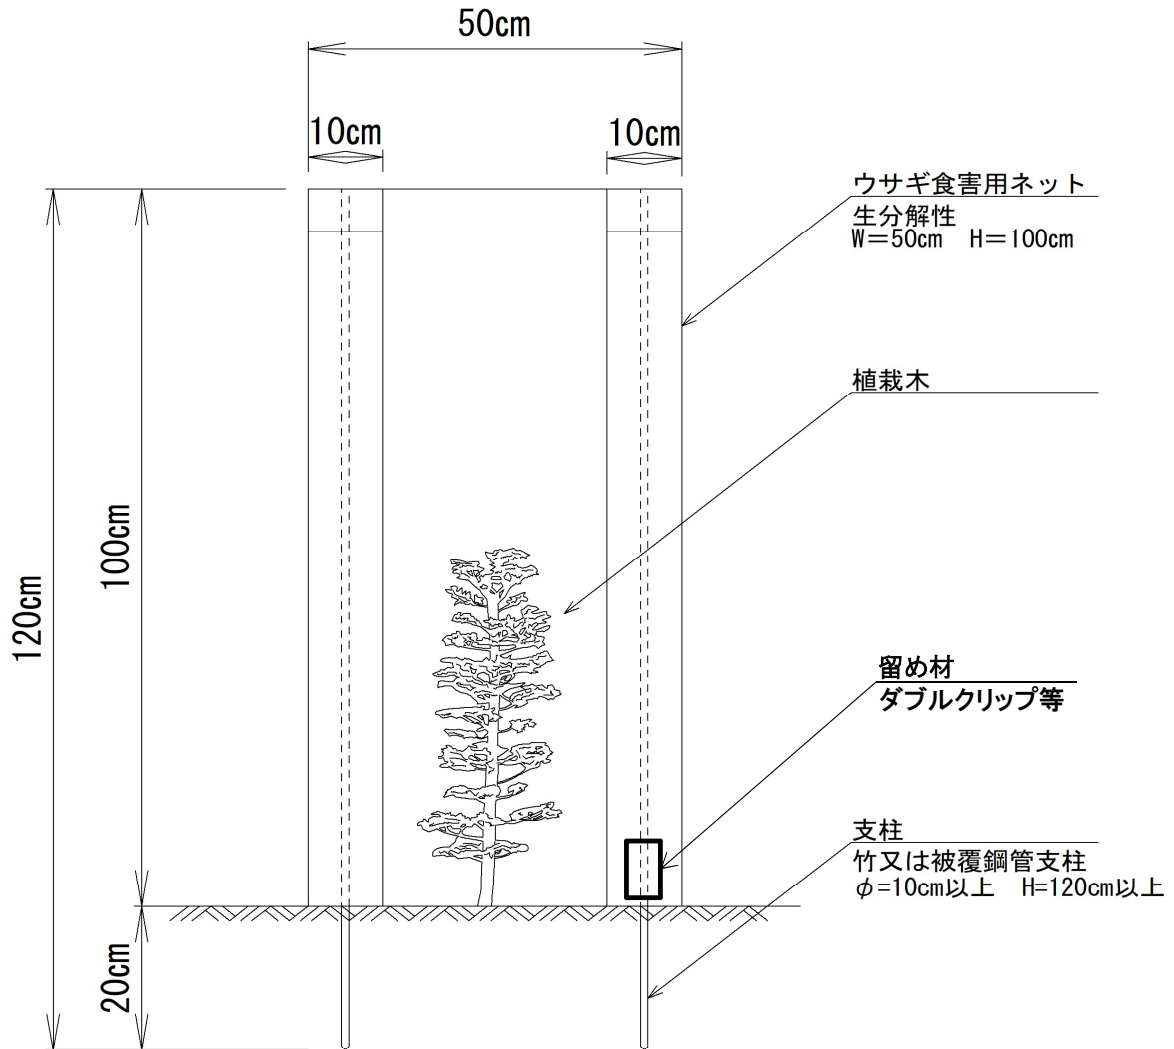 50cm
10cm
10cm
ウサギ食害用ネット
生分解性
W=50cm　H=100cm
植栽木
100cm
120cm
留め材
ダブルクリップ等
支柱
竹又は被覆鋼管支柱
φ=10cm以上　H=120cm以上
20cm